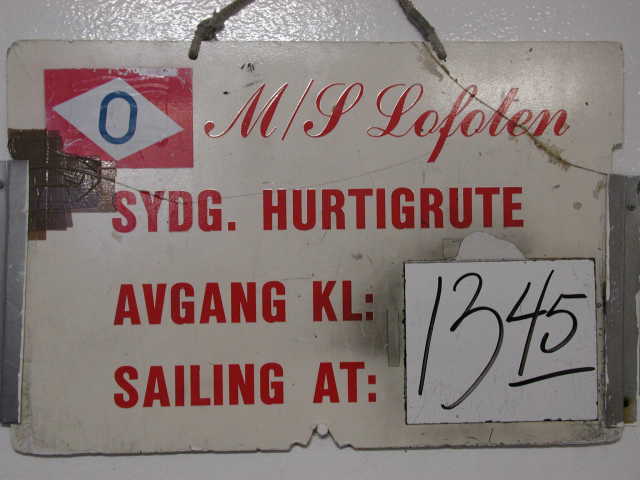 O
M/S Lofoten
SYDG. HURTIGRUTE
AVGANG KL:
SAILING AT:
1345